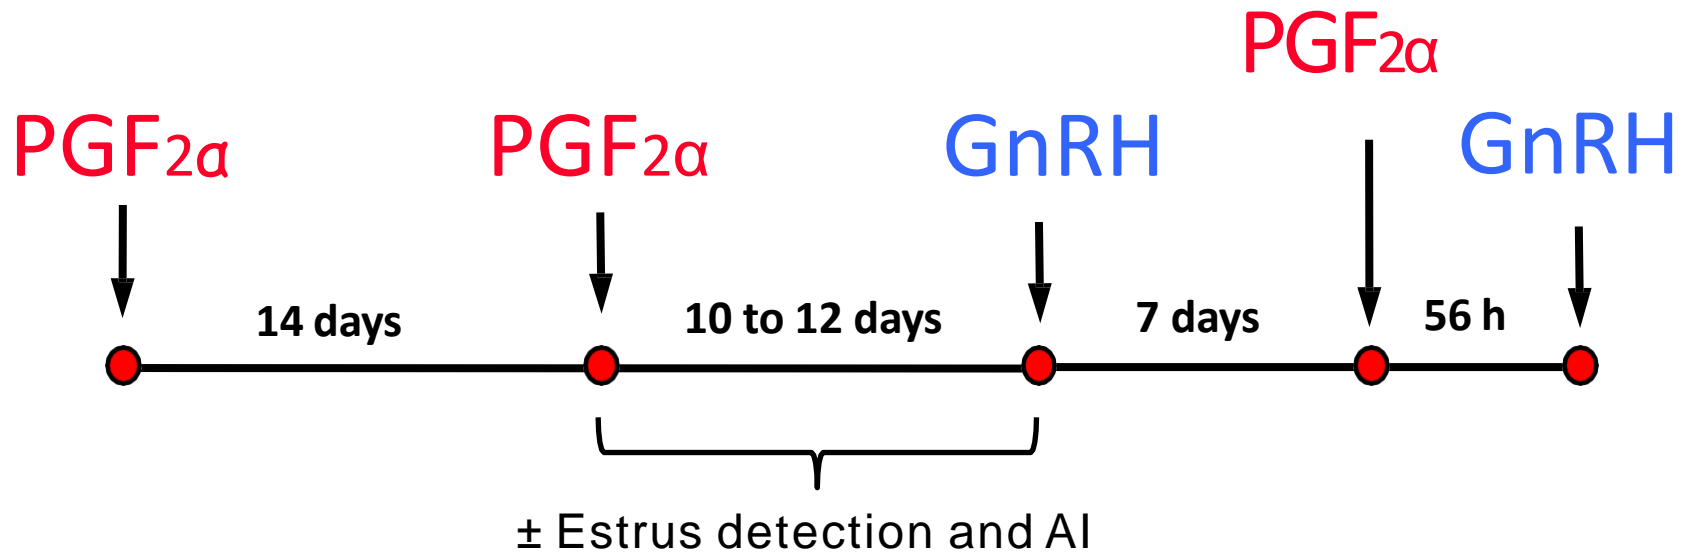 PGF2α
PGF2α PGF2α GnRH GnRH
14 days 10 to 12 days 7 days 56 h
± Estrus detection and AI